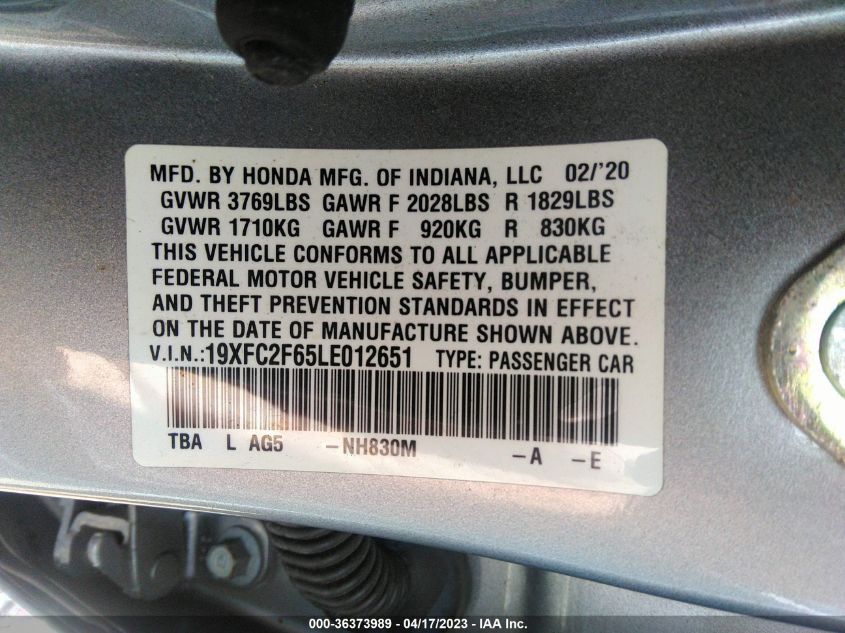 MFD. BY HONDA MFG. OF INDIANA, LLC 02/'20
GVWR 3769LBS GAWR F 2028LBS R 1829LBS
GVWR 1710KG GAWR F 920KG R 830KG
THIS VEHICLE CONFORMS TO ALL APPLICABLE
FEDERAL MOTOR VEHICLE SAFETY, BUMPER,
AND THEFT PREVENTION STANDARDS IN EFFECT
ON THE DATE OF MANUFACTURE SHOWN ABOVE.
V.I.N.:19XFC2F65LE012651 TYPE: PASSENGER CAR
TBA L AG5 -NH830M -A -E
000-36373989 - 04/17/2023 - IAA Inc.